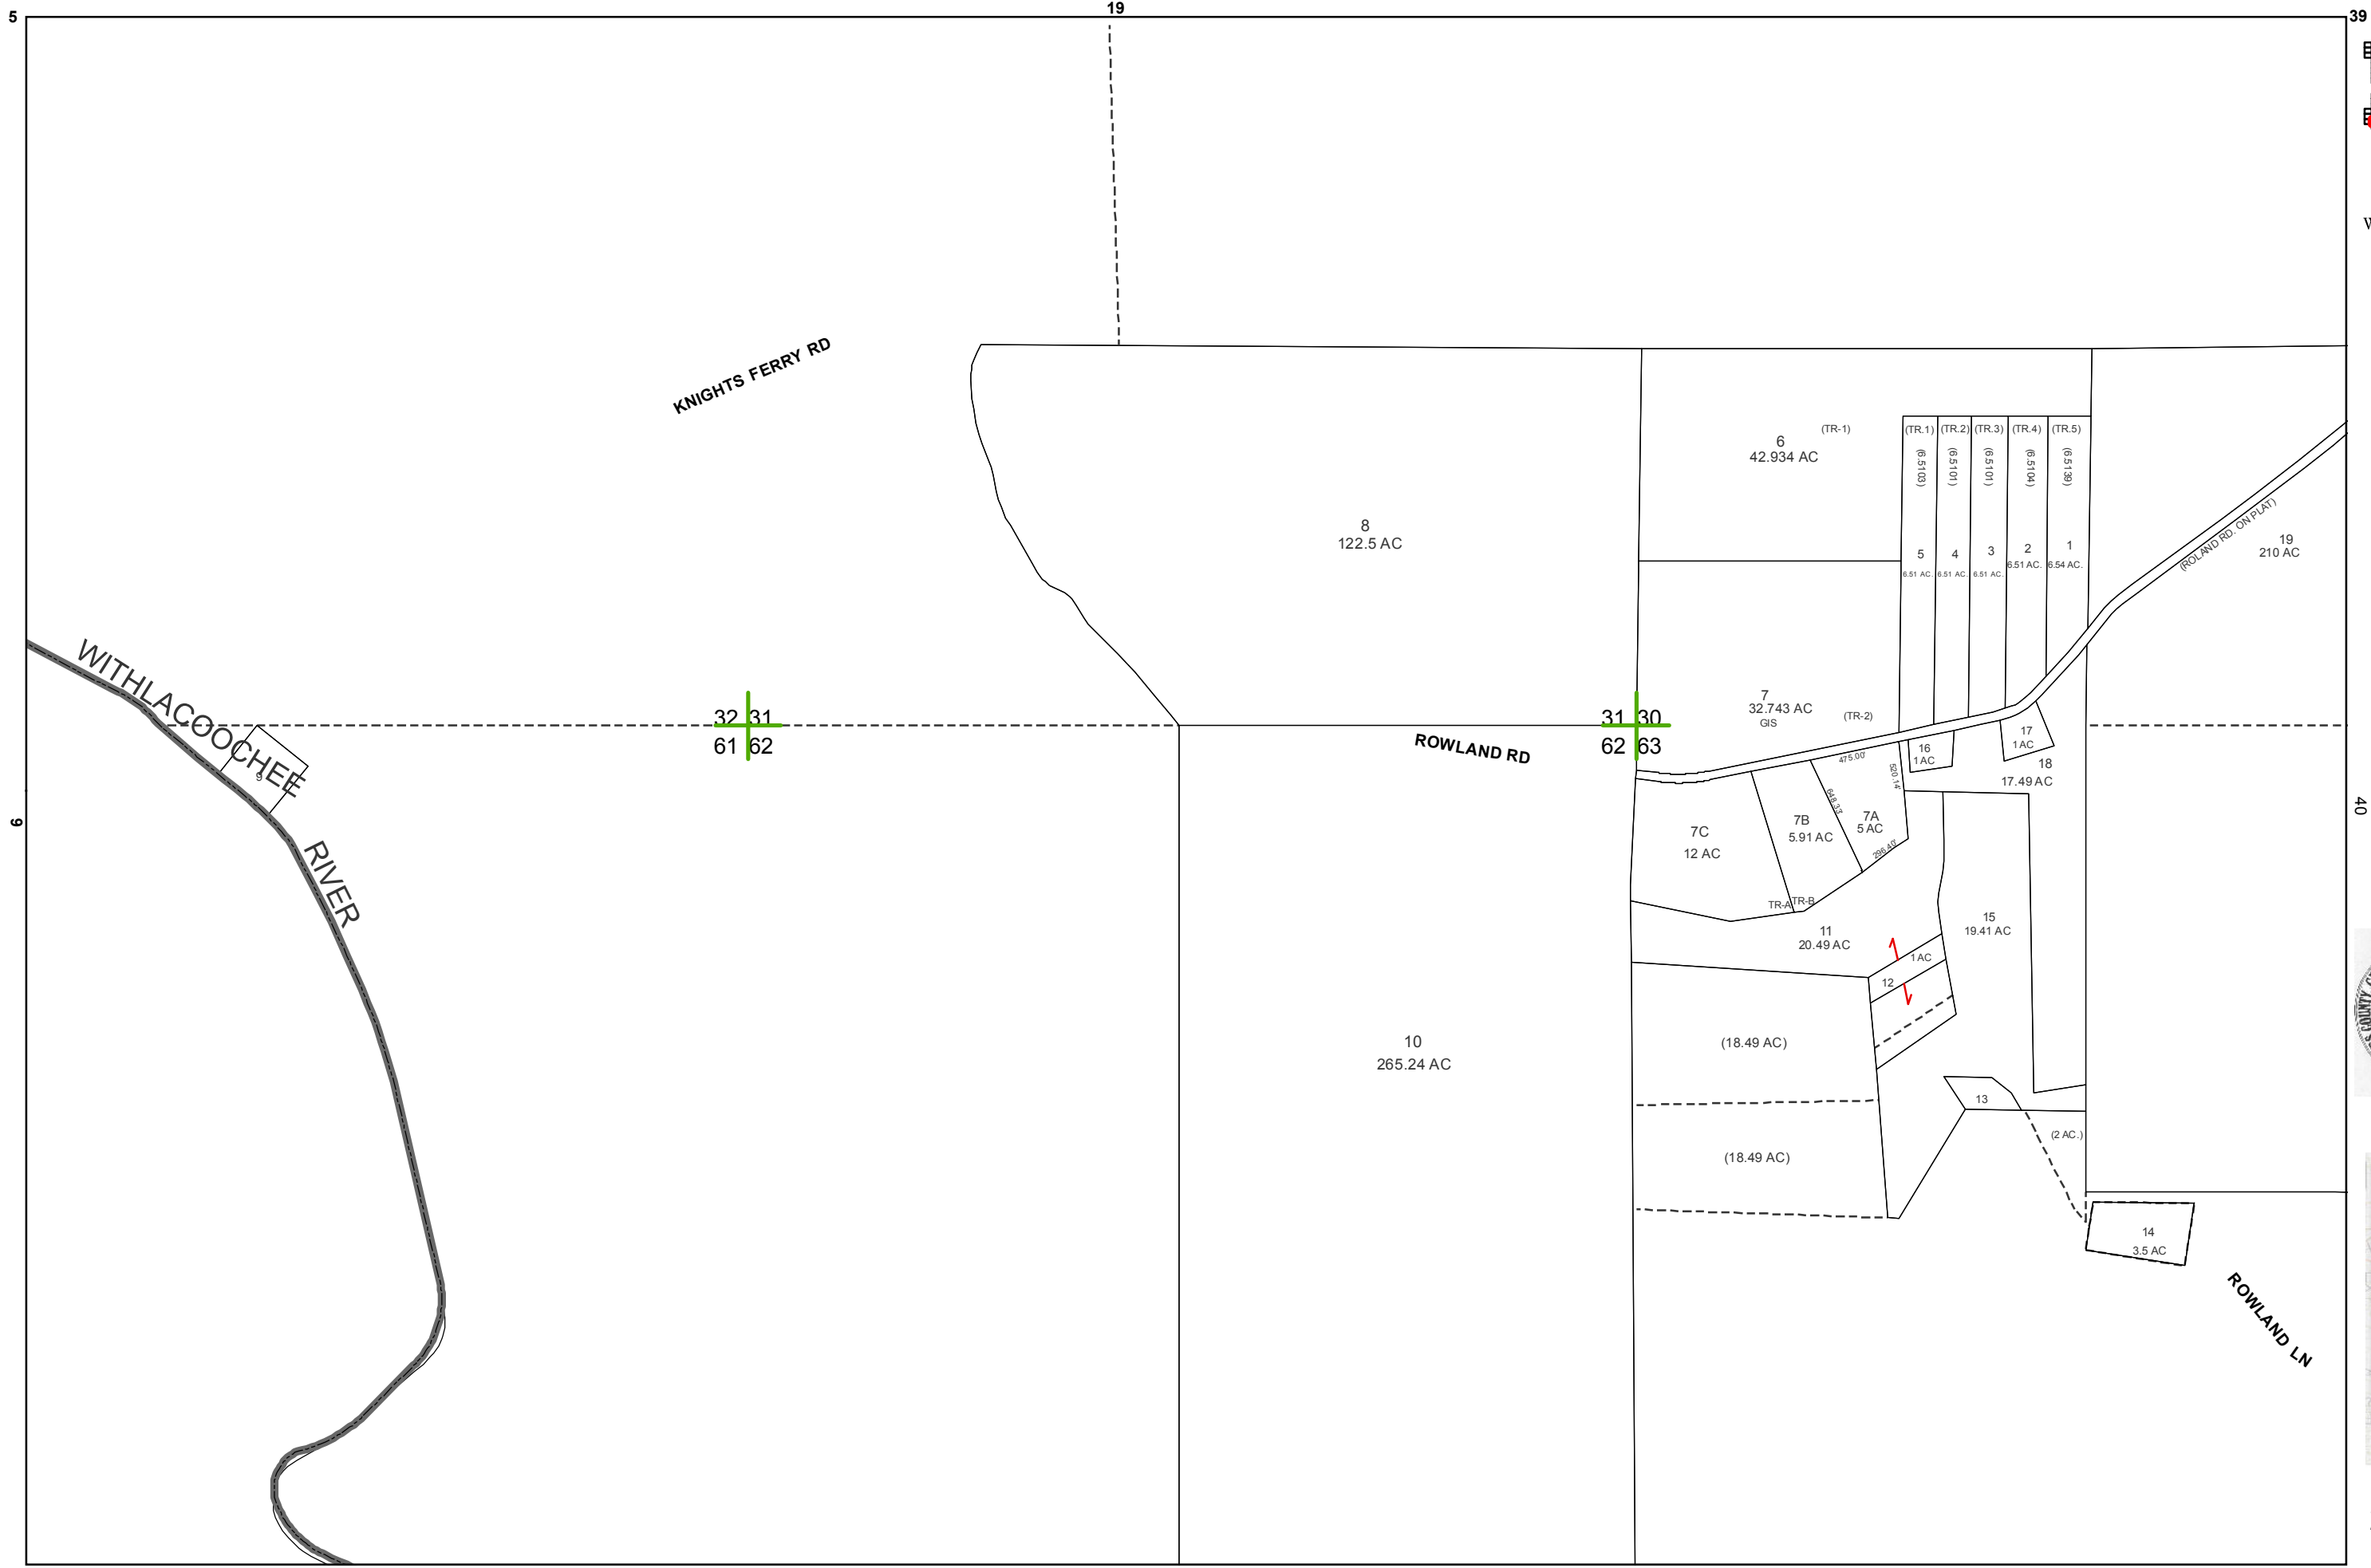 5
19
39
W
KNIGHTS FERRY RD
6
42.934 AC
(TR-1)
(TR.1)
(TR.2)
(TR.3)
(TR.4)
(TR.5)
(6.5103)
(6.5101)
(6.5101)
(6.5104)
(6.5139)
8
122.5 AC
5
6.51 AC.
4
6.51 AC.
3
6.51 AC.
2
6.51 AC.
1
6.54 AC.
(ROLAND RD. ON PLAT)
19
210 AC
WITHLACOOCHEE
RIVER
9
32 31
61 62
31 30
62 63
7
32.743 AC
GIS
(TR-2)
ROWLAND RD
475.00'
520.14'
648.33'
296.40'
16
1 AC
17
1 AC
18
17.49 AC
6
40
7C
12 AC
7B
5.91 AC
7A
5 AC
TR-A
TR-B
11
20.49 AC
15
19.41 AC
1 AC
12
10
265.24 AC
(18.49 AC)
13
(2 AC.)
(18.49 AC)
14
3.5 AC
ROWLAND LN
COUNTY